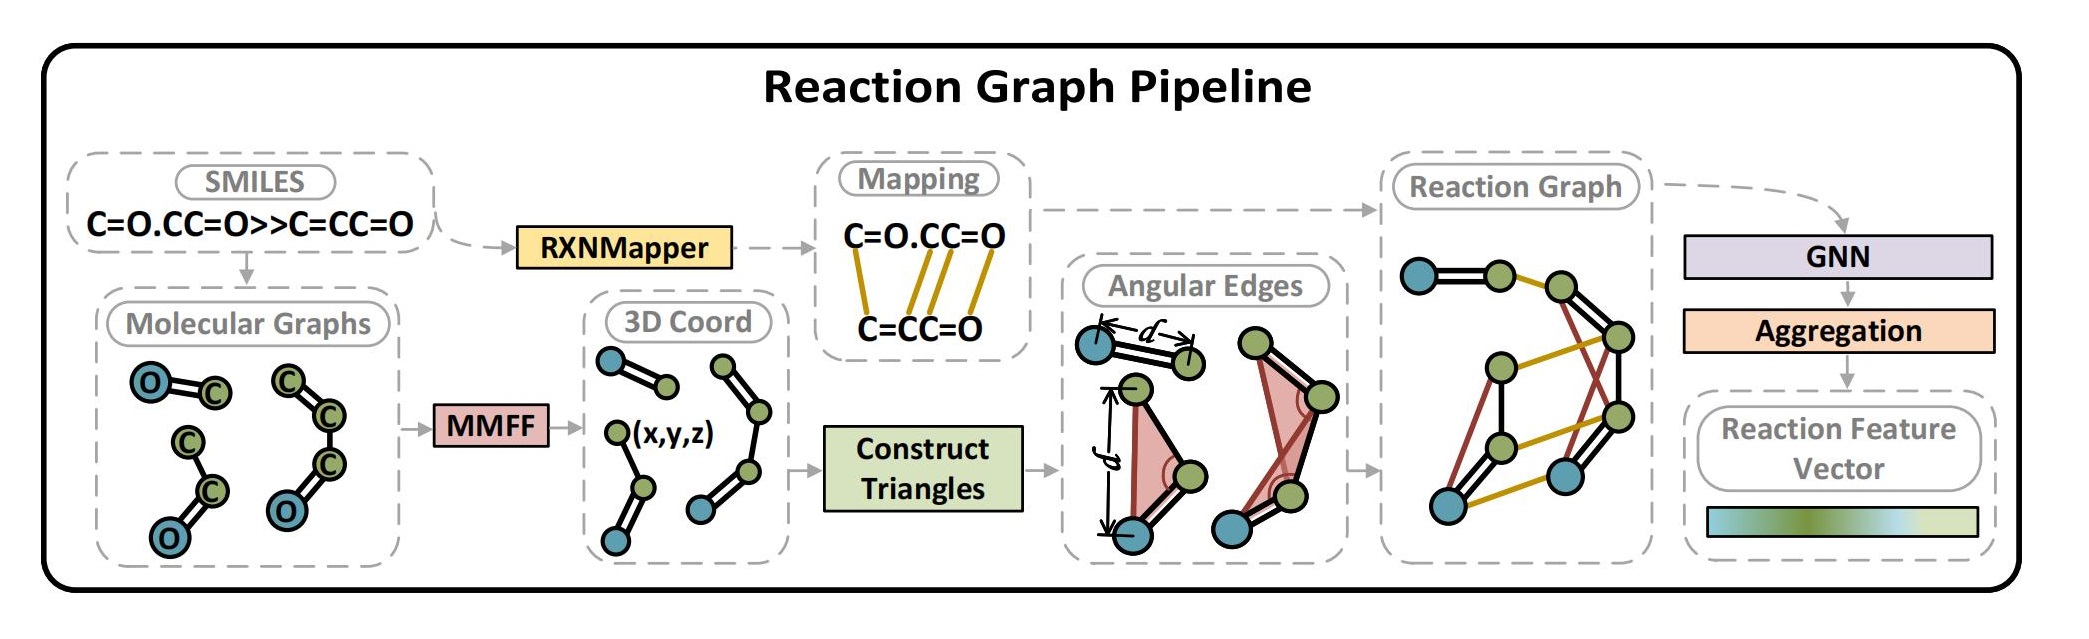 Reaction Graph Pipeline
SMILES
C=O.CC=O>>C=CC=O
Molecular Graphs
O
C
C
C
O
C
C
C
O
RXNMapper
MMFF
3D Coord
(x,y,z)
Mapping
C=O.CC=O
C=CC=O
Construct
Triangles
Angular Edges
d
d
Reaction Graph
GNN
Aggregation
Reaction Feature
Vector